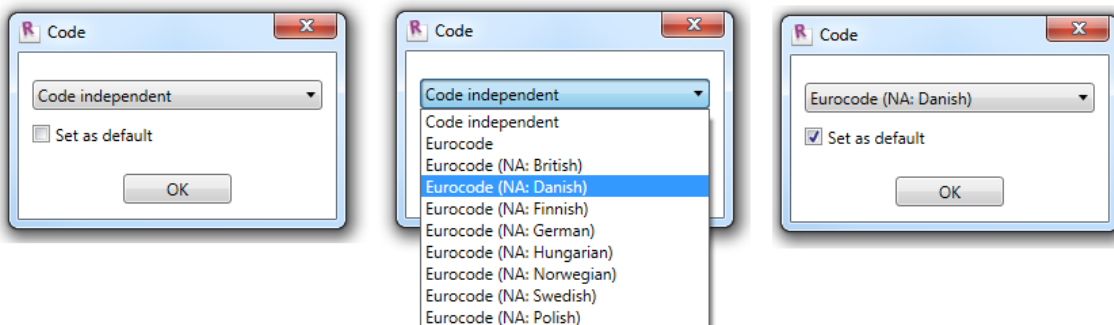 R Code
Code independent
Set as default
OK
R Code
Code independent
Code independent
Eurocode
Eurocode (NA: British)
Eurocode (NA: Danish)
Eurocode (NA: Finnish)
Eurocode (NA: German)
Eurocode (NA: Hungarian)
Eurocode (NA: Norwegian)
Eurocode (NA: Swedish)
Eurocode (NA: Polish)
R Code
Eurocode (NA: Danish)
Set as default
OK